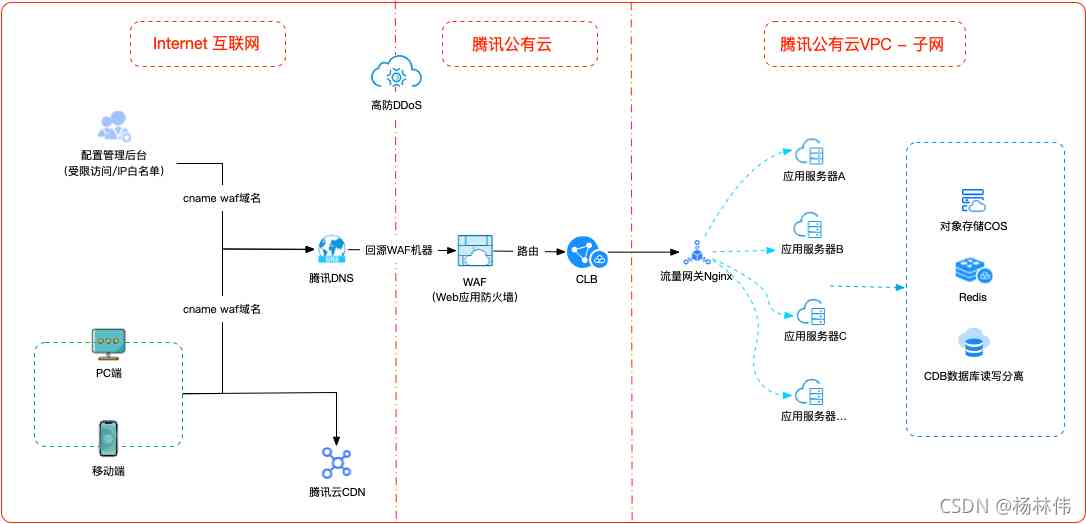 Internet 互联网
腾讯公有云
腾讯公有云VPC – 子网
高防DDoS
配置管理后台
(受限访问/IP白名单)
cname waf域名
腾讯DNS
回源WAF机器
WAF
(Web应用防火墙)
路由
CLB
流量网关Nginx
应用服务器A
应用服务器B
应用服务器C
应用服务器...
对象存储COS
Redis
CDB数据库读写分离
cname waf域名
PC端
移动端
腾讯云CDN
CSDN @杨林伟